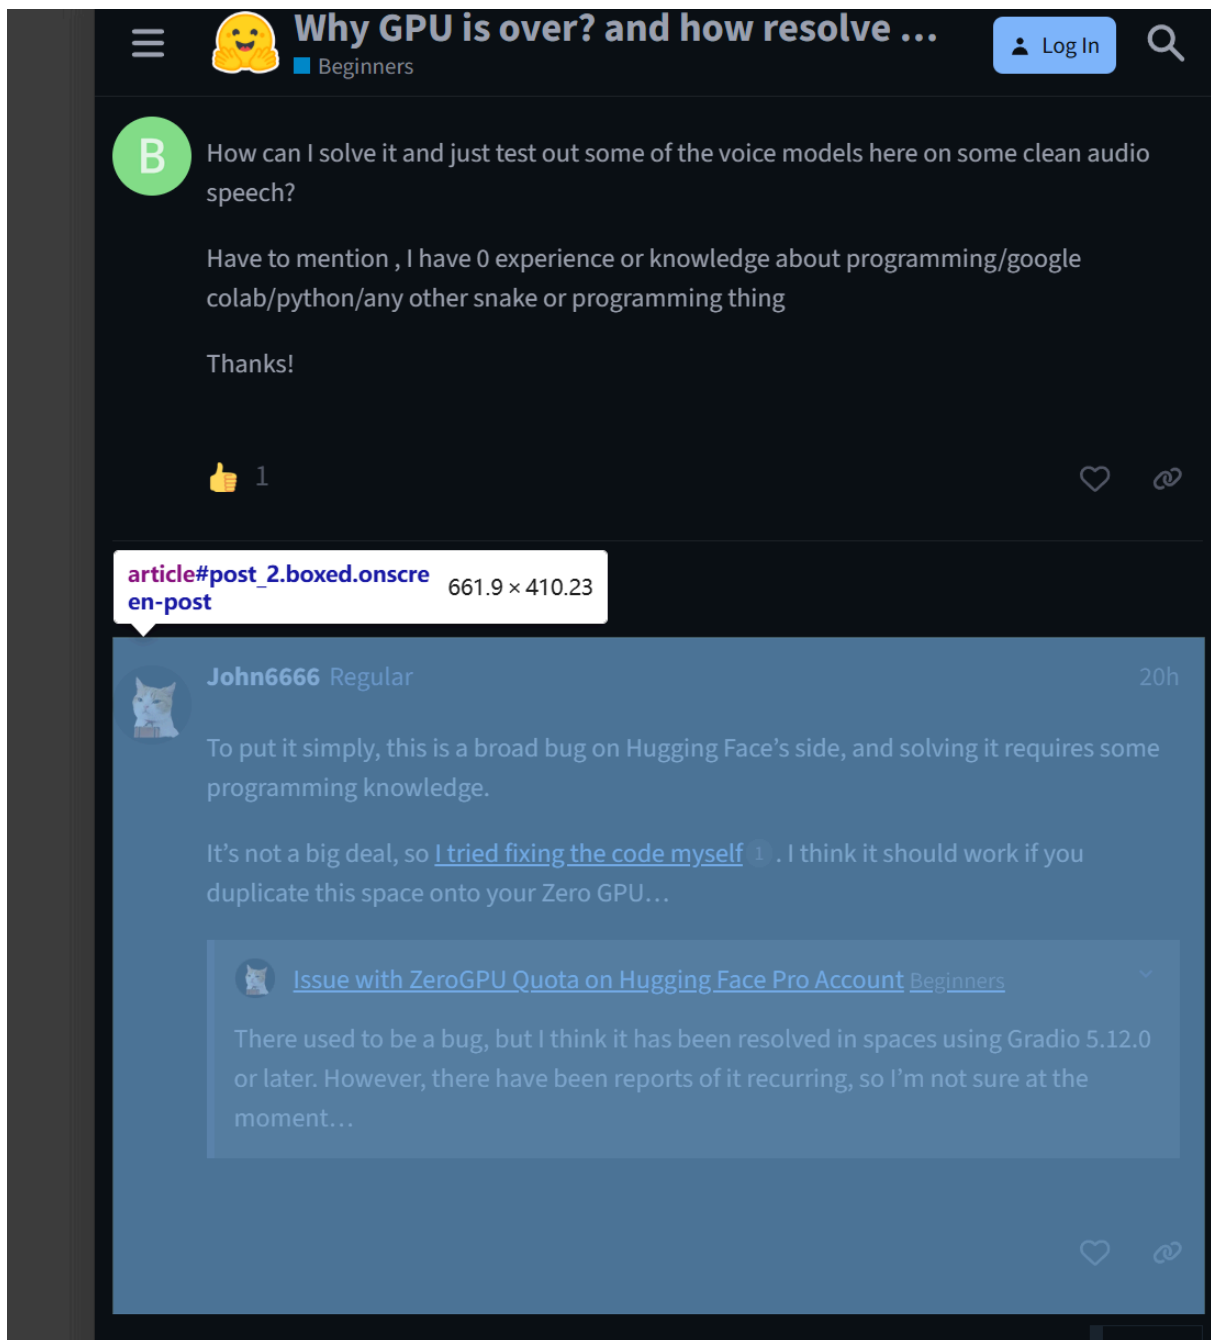 Why GPU is over? and how resolve …
Beginners
Log In
B
How can I solve it and just test out some of the voice models here on some clean audio
speech?
Have to mention , I have 0 experience or knowledge about programming/google
colab/python/any other snake or programming thing
Thanks!
1
article#post_2.boxed.onscre
en-post
661.9 × 410.23
John6666 Regular
20h
To put it simply, this is a broad bug on Hugging Face’s side, and solving it requires some
programming knowledge.
It’s not a big deal, so I tried fixing the code myself 1 . I think it should work if you
duplicate this space onto your Zero GPU…
Issue with ZeroGPU Quota on Hugging Face Pro Account Beginners
There used to be a bug, but I think it has been resolved in spaces using Gradio 5.12.0
or later. However, there have been reports of it recurring, so I’m not sure at the
moment…